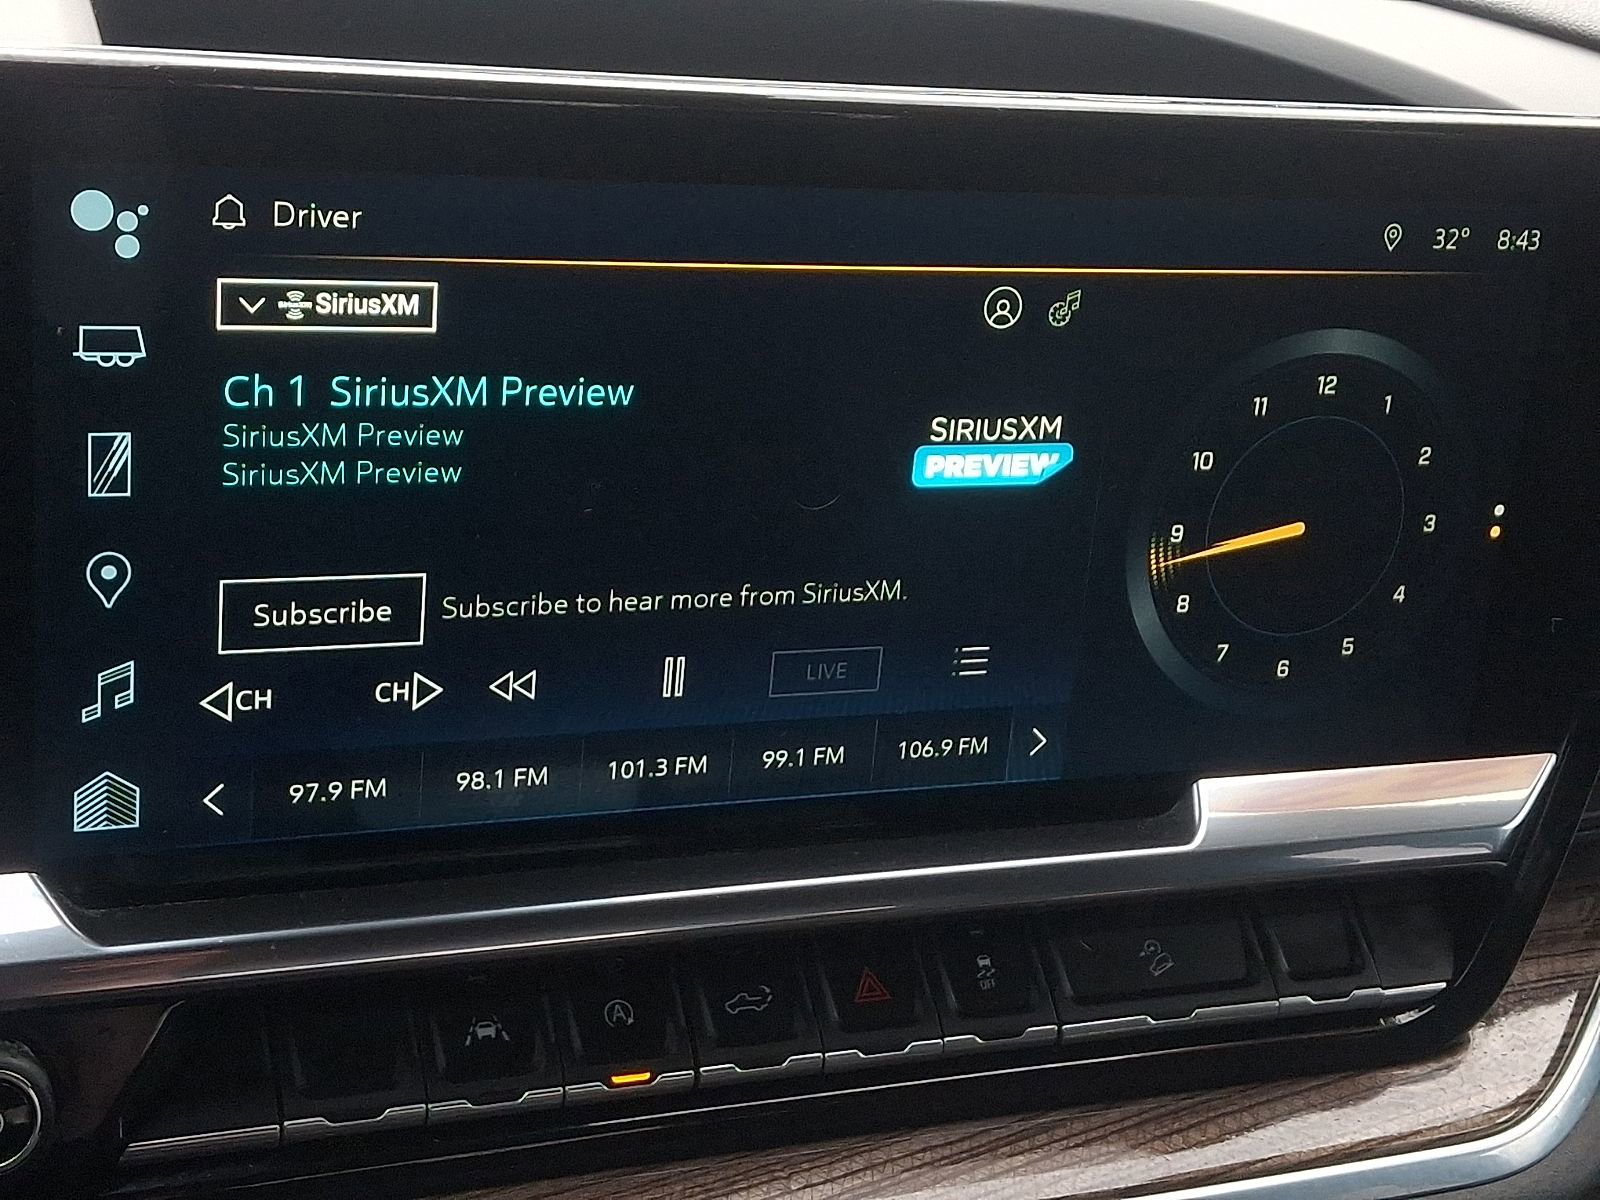 Driver
32° 8:43
SiriusXM
Ch 1 SiriusXM Preview
SiriusXM Preview
SiriusXM Preview
SIRIUSXM
PREVIEW
12
1
2
3
4
5
6
7
8
9
10
11
Subscribe
Subscribe to hear more from SiriusXM.
CH
CH
LIVE
97.9 FM
98.1 FM
101.3 FM
99.1 FM
106.9 FM
A
OFF